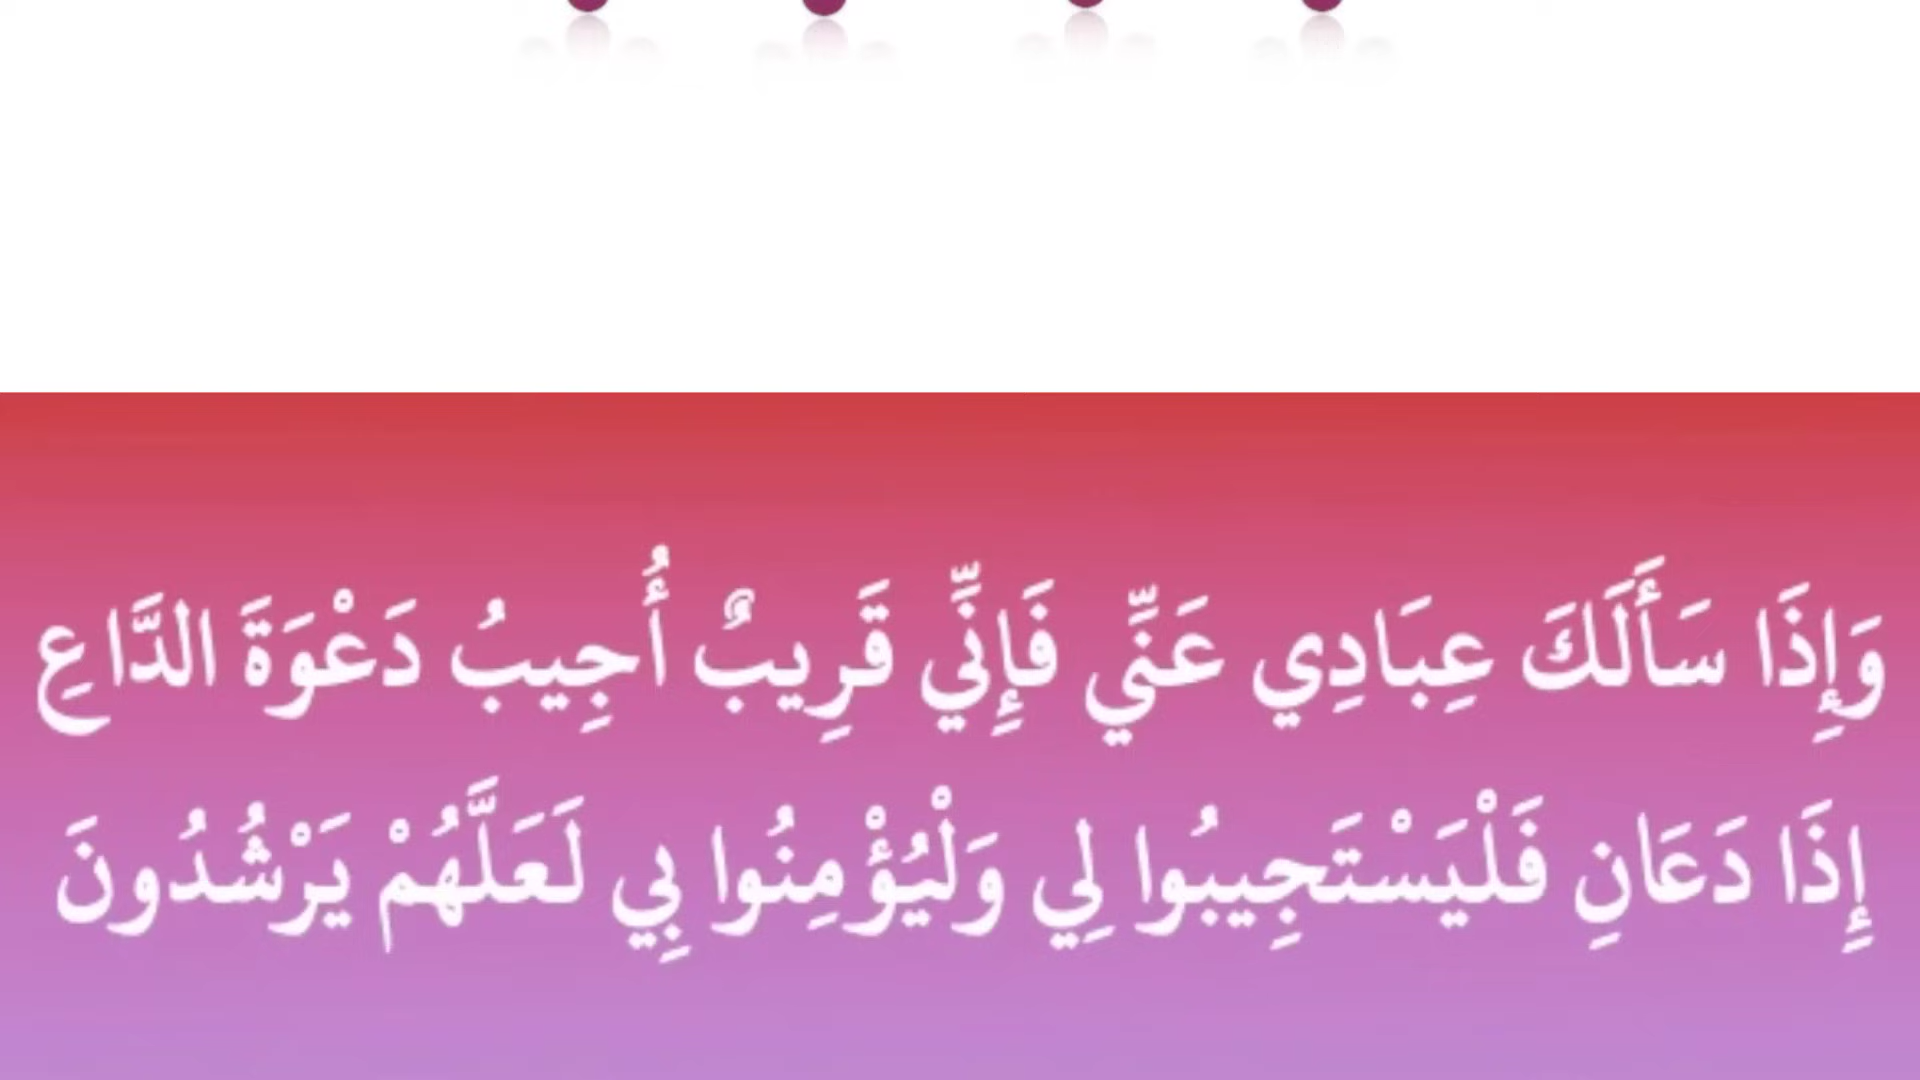 وَإِذَا سَأَلَكَ عِبَادِي عَنِّي فَإِنِّي قَرِيبٌ أُجِيبُ دَعْوَةَ الدَّاعِ
إِذَا دَعَانِ فَلْيَسْتَجِيبُوا لِي وَلْيُؤْمِنُوا بِي لَعَلَّهُمْ يَرْشُدُونَ